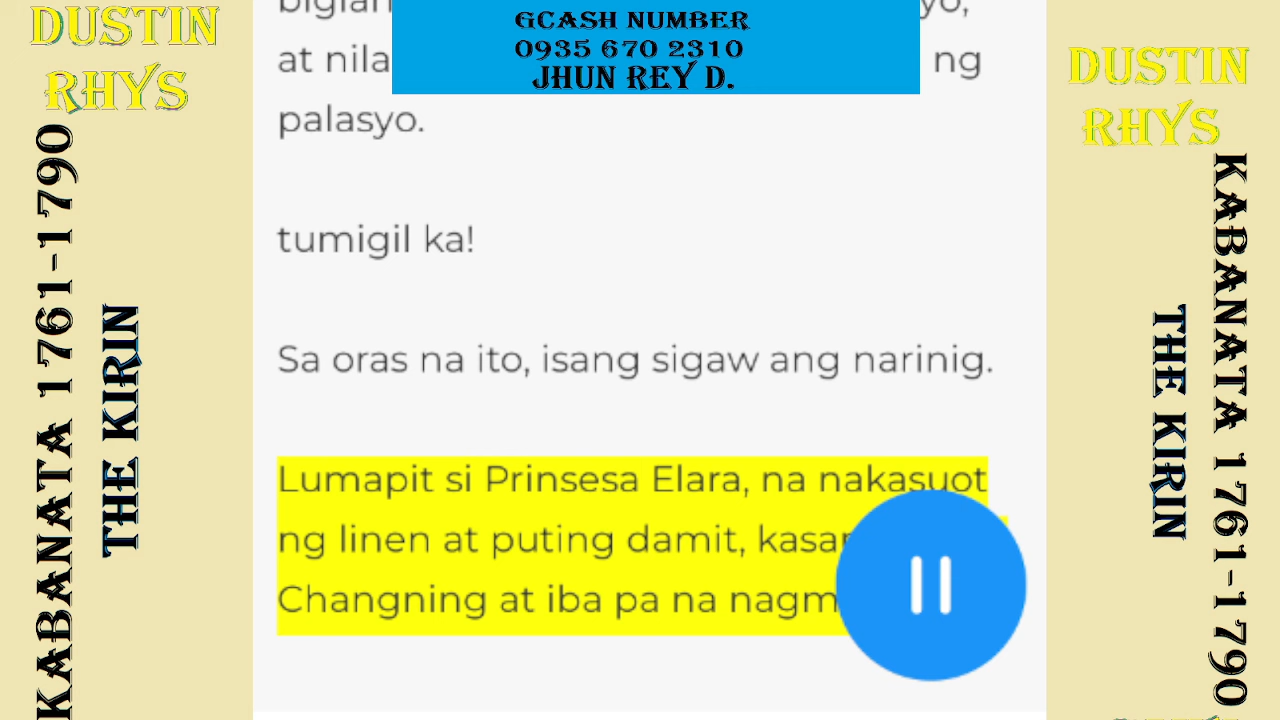 DUSTIN
RHYS
KABANATA 1761-1790
THE KIRIN
GCASH NUMBER
0935 670 2310
JHUN REY D.
at nila
ng
palasyo.
tumigil ka!
Sa oras na ito, isang sigaw ang narinig.
Lumapit si Prinsesa Elara, na nakasuot
ng linen at puting damit,
Changning at iba pa na
DUSTIN
RHYS
KABANATA 1761-1790
THE KIRIN